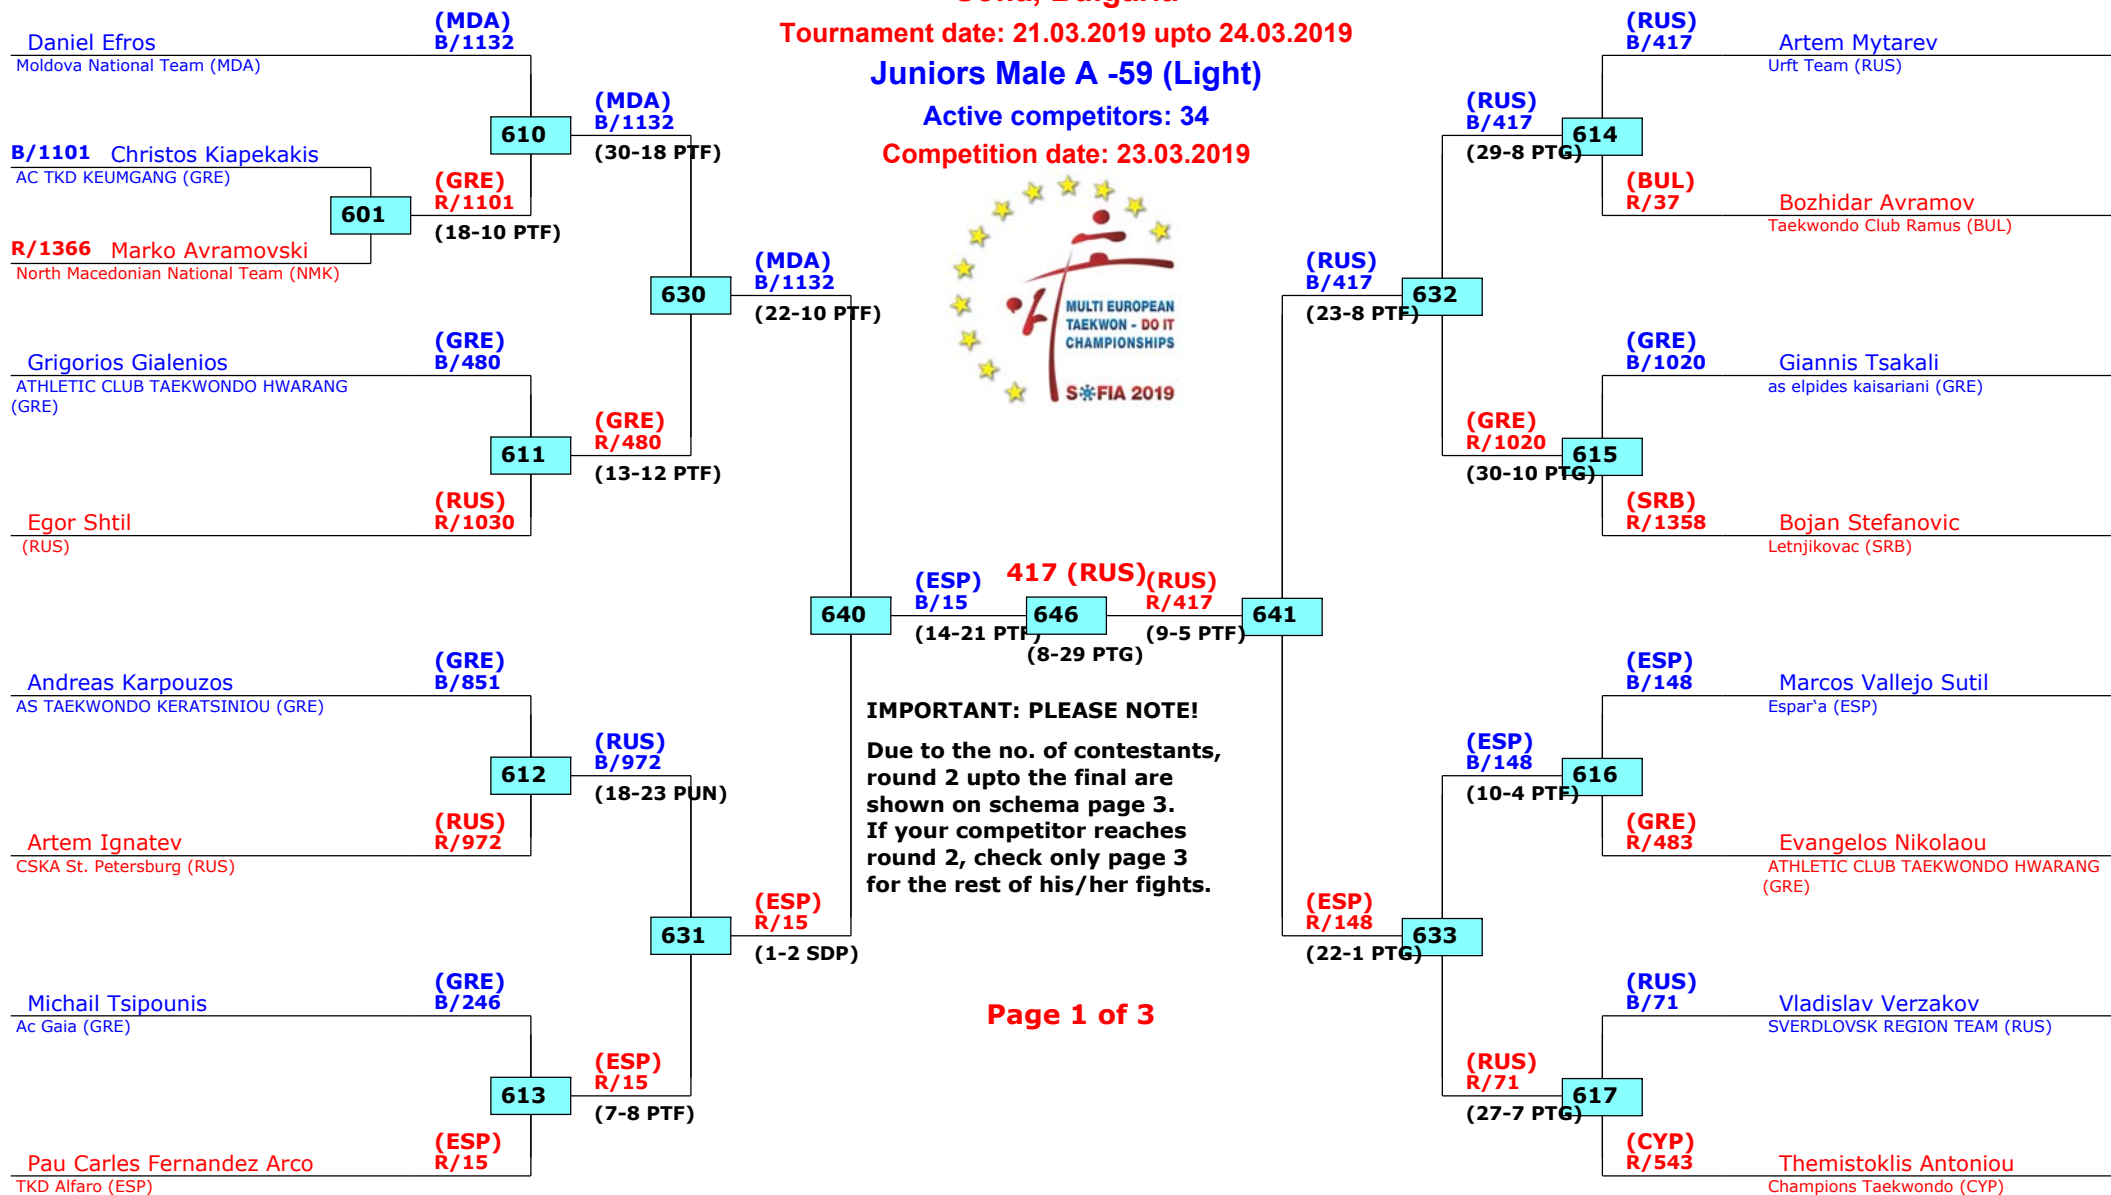 Sofia, Bulgaria
Tournament date: 21.03.2019 upto 24.03.2019
Juniors Male A -59 (Light)
Active competitors: 34
Competition date: 23.03.2019
MULTI EUROPEAN
TAEKWON - DO IT
CHAMPIONSHIPS
SOFIA 2019
(MDA)
Daniel Efros B/1132
Moldova National Team (MDA)
B/1101 Christos Kiapekakis
AC TKD KEUMGANG (GRE)
601
R/1366 Marko Avramovski
North Macedonian National Team (NMK)
(GRE)
R/1101
(18-10 PTF)
610
(MDA)
B/1132
(30-18 PTF)
(GRE)
Grigorios Gialenios B/480
ATHLETIC CLUB TAEKWONDO HWARANG
(GRE)
611
(RUS)
Egor Shtil R/1030
(RUS)
(GRE)
R/480
(13-12 PTF)
630
(MDA)
B/1132
(22-10 PTF)
(GRE)
Andreas Karpouzos B/851
AS TAEKWONDO KERATSINIOU (GRE)
612
(RUS)
Artem Ignatev R/972
CSKA St. Petersburg (RUS)
(RUS)
B/972
(18-23 PUN)
(GRE)
Michail Tsipounis B/246
Ac Gaia (GRE)
613
(ESP)
Pau Carles Fernandez Arco R/15
TKD Alfaro (ESP)
(ESP)
R/15
(7-8 PTF)
631
(ESP)
R/15
(1-2 SDP)
640
(ESP)
B/15
(14-21 PTF)
417 (RUS)
646
(8-29 PTG)
(RUS)
R/417
(9-5 PTF)
641
IMPORTANT: PLEASE NOTE!
Due to the no. of contestants,
round 2 upto the final are
shown on schema page 3.
If your competitor reaches
round 2, check only page 3
for the rest of his/her fights.
Page 1 of 3
(RUS)
B/417
(23-8 PTF)
632
(RUS)
B/417
(29-8 PTG)
614
(RUS)
B/417 Artem Mytarev
Urft Team (RUS)
(BUL)
R/37 Bozhidar Avramov
Taekwondo Club Ramus (BUL)
(GRE)
R/1020
(30-10 PTG)
615
(GRE)
B/1020 Giannis Tsakali
as elpides kaisariani (GRE)
(SRB)
R/1358 Bojan Stefanovic
Letnjikovac (SRB)
(ESP)
R/148
(22-1 PTG)
633
(ESP)
B/148
(10-4 PTF)
616
(ESP)
B/148 Marcos Vallejo Sutil
Espar'a (ESP)
(GRE)
R/483 Evangelos Nikolaou
ATHLETIC CLUB TAEKWONDO HWARANG
(GRE)
(RUS)
R/71
(27-7 PTG)
617
(RUS)
B/71 Vladislav Verzakov
SVERDLOVSK REGION TEAM (RUS)
(CYP)
R/543 Themistoklis Antoniou
Champions Taekwondo (CYP)